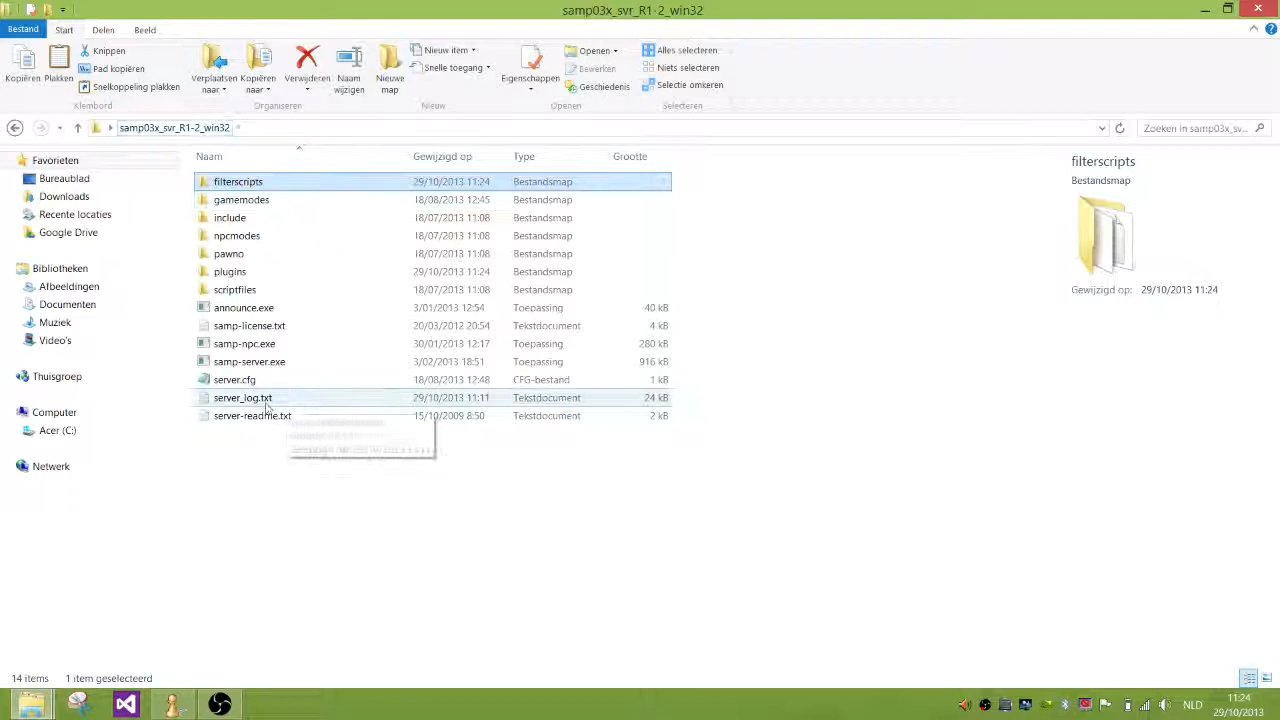 samp03x_svr_R1-2_win32
Bestand Start Delen Beeld
Kopiëren Plakken Knippen Pad kopiëren Snelkoppeling plakken
Verplaatsen naar Kopiëren naar Verwijderen Naam wijzigen
Nieuwe map Nieuw item Snelle toegang
Eigenschappen Openen Bewerken Geschiedenis
Alles selecteren Niets selecteren Selectie omkeren
Klembord Organiseren Nieuw Openen Selecteren
samp03x_svr_R1-2_win32 Zoeken in samp03x_sv...
Favorieten
Bureaublad
Downloads
Recente locaties
Google Drive
Bibliotheken
Afbeeldingen
Documenten
Muziek
Video's
Thuisgroep
Computer
Acer (C:)
Netwerk
Naam Gewijzigd op: Type Grootte
filterscripts 29/10/2013 11:24 Bestandsmap
gamemodes 18/08/2013 12:45 Bestandsmap
include 18/07/2013 11:08 Bestandsmap
npcmodes 18/07/2013 11:08 Bestandsmap
pawno 18/07/2013 11:08 Bestandsmap
plugins 29/10/2013 11:24 Bestandsmap
scriptfiles 18/07/2013 11:08 Bestandsmap
announce.exe 3/01/2013 12:54 Toepassing 40 kB
samp-license.txt 20/03/2012 20:54 Tekstdocument 4 kB
samp-npc.exe 30/01/2013 12:17 Toepassing 280 kB
samp-server.exe 3/02/2013 18:51 Toepassing 916 kB
server.cfg 18/08/2013 12:48 CFG-bestand 1 kB
server_log.txt 29/10/2013 11:11 Tekstdocument 24 kB
server-readme.txt 15/10/2009 8:50 Tekstdocument 2 kB
filterscripts
Bestandsmap
Gewijzigd op: 29/10/2013 11:24
14 items 1 item geselecteerd
NLD 11:24
29/10/2013